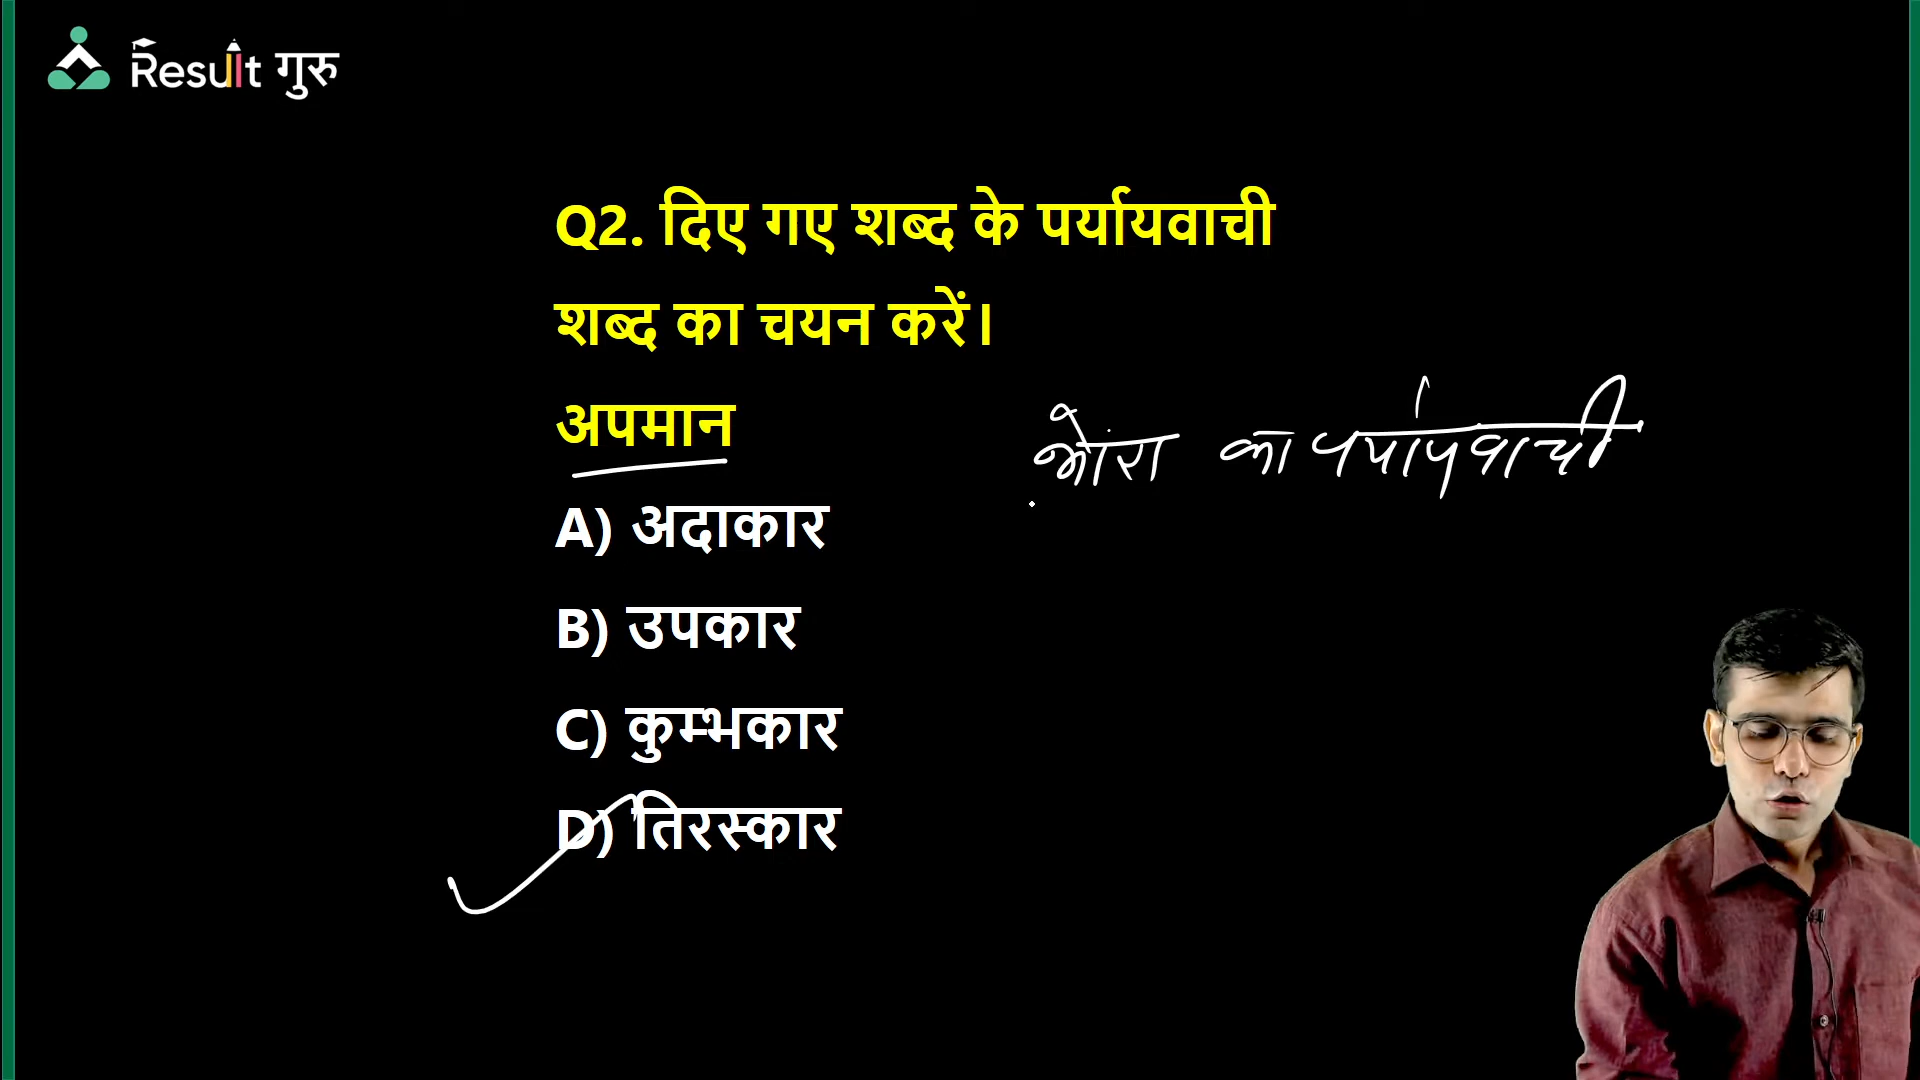 Result गुरु
Q2. दिए गए शब्द के पर्यायवाची
शब्द का चयन करें।
अपमान
का पर्यायवाची
A) अदाकार
B) उपकार
C) कुम्भकार
D) तिरस्कार